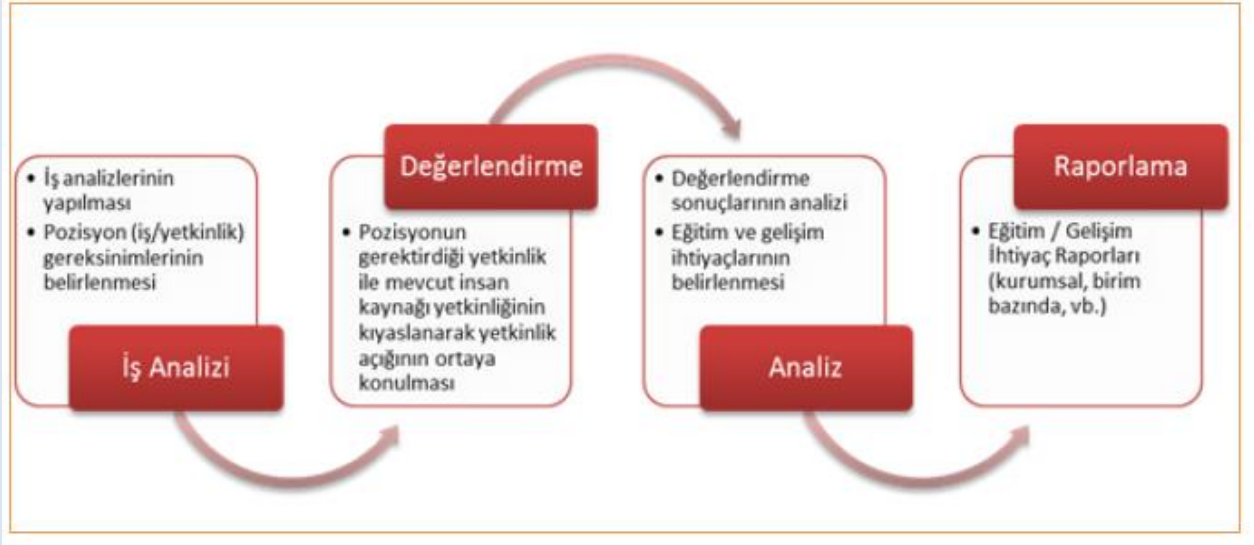 • İş analizlerinin
yapılması
• Pozisyon (iş/yetkinlik)
gereksinimlerinin
belirlenmesi
İş Analizi
Değerlendirme
• Pozisyonun
gerektirdiği yetkinlik
ile mevcut insan
kaynağı yetkinliğinin
kıyaslanarak yetkinlik
açığının ortaya
konulması
• Değerlendirme
sonuçlarının analizi
• Eğitim ve gelişim
ihtiyaçlarının
belirlenmesi
Analiz
Raporlama
• Eğitim / Gelişim
İhtiyaç Raporları
(kurumsal, birim
bazında, vb.)